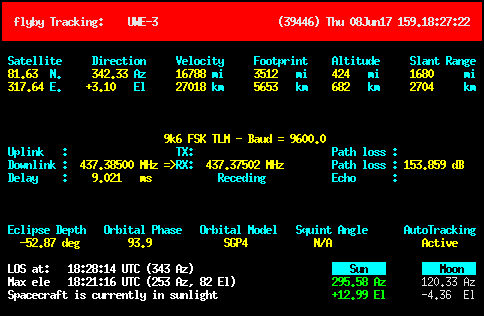 flyby Tracking: UWE-3 (39446) Thu 08Jun17 159.18:27:22
Satellite Direction Velocity Footprint Altitude Slant Range
81.63 N. 342.33 Az 16788 mi 3512 mi 424 mi 1680 mi
317.64 E. +3.10 El 27018 km 5653 km 682 km 2704 km
9k6 FSK TLM - Baud = 9600.0
Uplink : TX: Path loss :
Downlink : 437.38500 MHz =>RX: 437.37502 MHz Path loss : 153.859 dB
Delay : 9.021 ms Receding Echo :
Eclipse Depth Orbital Phase Orbital Model Squint Angle AutoTracking
-52.87 deg 93.9 SGP4 N/A Active
LOS at: 18:28:14 UTC (343 Az) Sun Moon
Max ele 18:21:16 UTC (253 Az, 82 El) 295.58 Az 120.33 Az
Spacecraft is currently in sunlight +12.99 El -4.36 El